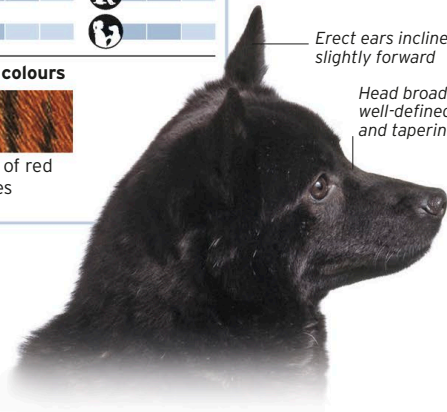 colours
of red
es
Erect ears incline
slightly forward
Head broad
well-defined
and taperin